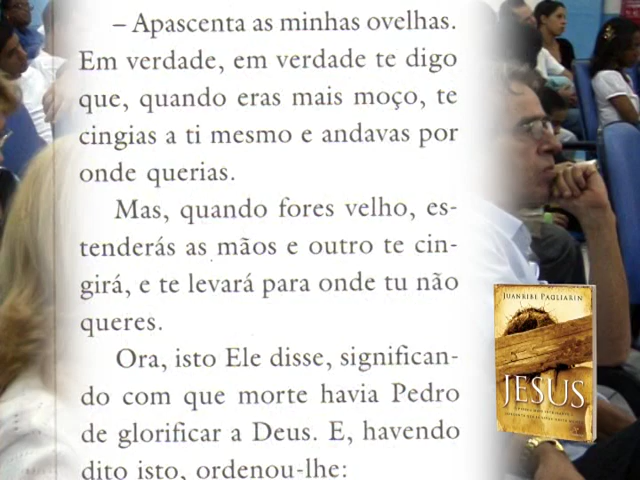 – Apascenta as minhas ovelhas.
Em verdade, em verdade te digo
que, quando eras mais moço, te
cingias a ti mesmo e andavas por
onde querias.
Mas, quando fores velho, es-
tenderás as mãos e outro te cin-
girá, e te levará para onde tu não
queres.
Ora, isto Ele disse, significan-
do com que morte havia Pedro
de glorificar a Deus. E, havendo
dito isto, ordenou-lhe:
JUANRIBE PAGLIARIN
JESUS